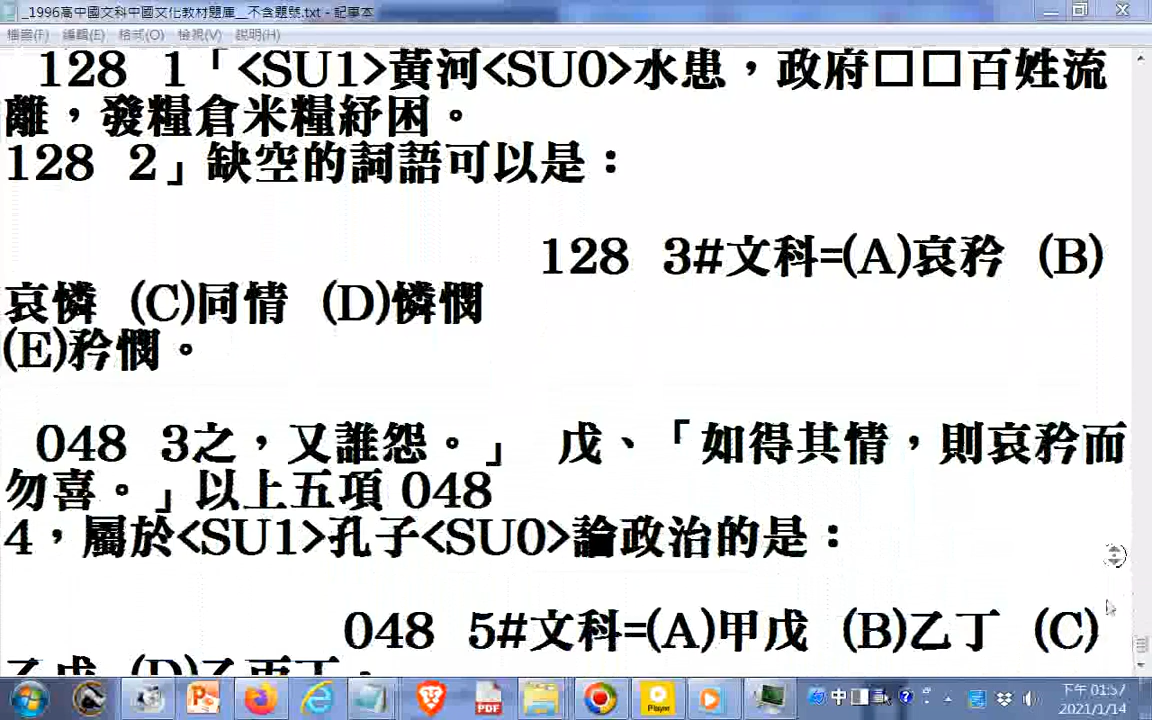 _1996高中國文科中國文化教材題庫__不含題號.txt - 記事本
檔案(F) 編輯(E) 格式(O) 檢視(V) 說明(H)
128 1「<SU1>黃河<SU0>水患，政府□□百姓流
離，發糧倉米糧紓困。
128 2」缺空的詞語可以是：
128 3#文科=(A)哀矜 (B)
哀憐 (C)同情 (D)憐憫
(E)矜憫。
048 3之，又誰怨。」 戊、「如得其情，則哀矜而
勿喜。」以上五項 048
4，屬於<SU1>孔子<SU0>論政治的是：
048 5#文科=(A)甲戊 (B)乙丁 (C)
乙戊 (D)乙丙丁.
PDF
Player
中
下午 01:57
2021/1/14